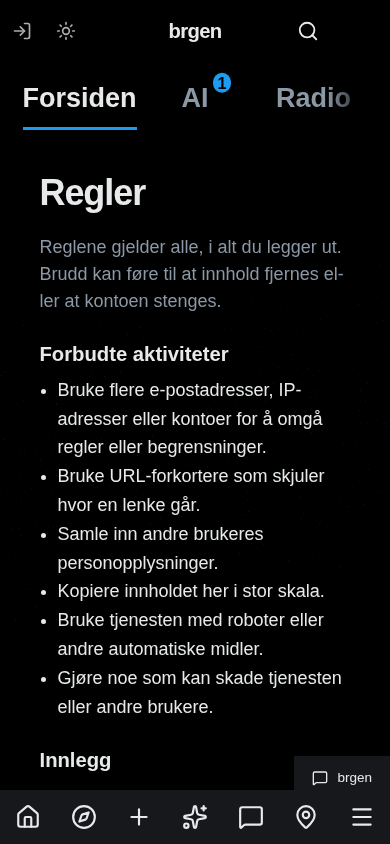 brgen
Forsiden AI 1 Radio
Regler
Reglene gjelder alle, i alt du legger ut.
Brudd kan føre til at innhold fjernes el-
ler at kontoen stenges.
Forbudte aktiviteter
• Bruke flere e-postadresser, IP-
adresser eller kontoer for å omgå
regler eller begrensninger.
• Bruke URL-forkortere som skjuler
hvor en lenke går.
• Samle inn andre brukeres
personopplysninger.
• Kopiere innholdet her i stor skala.
• Bruke tjenesten med roboter eller
andre automatiske midler.
• Gjøre noe som kan skade tjenesten
eller andre brukere.
Innlegg
brgen